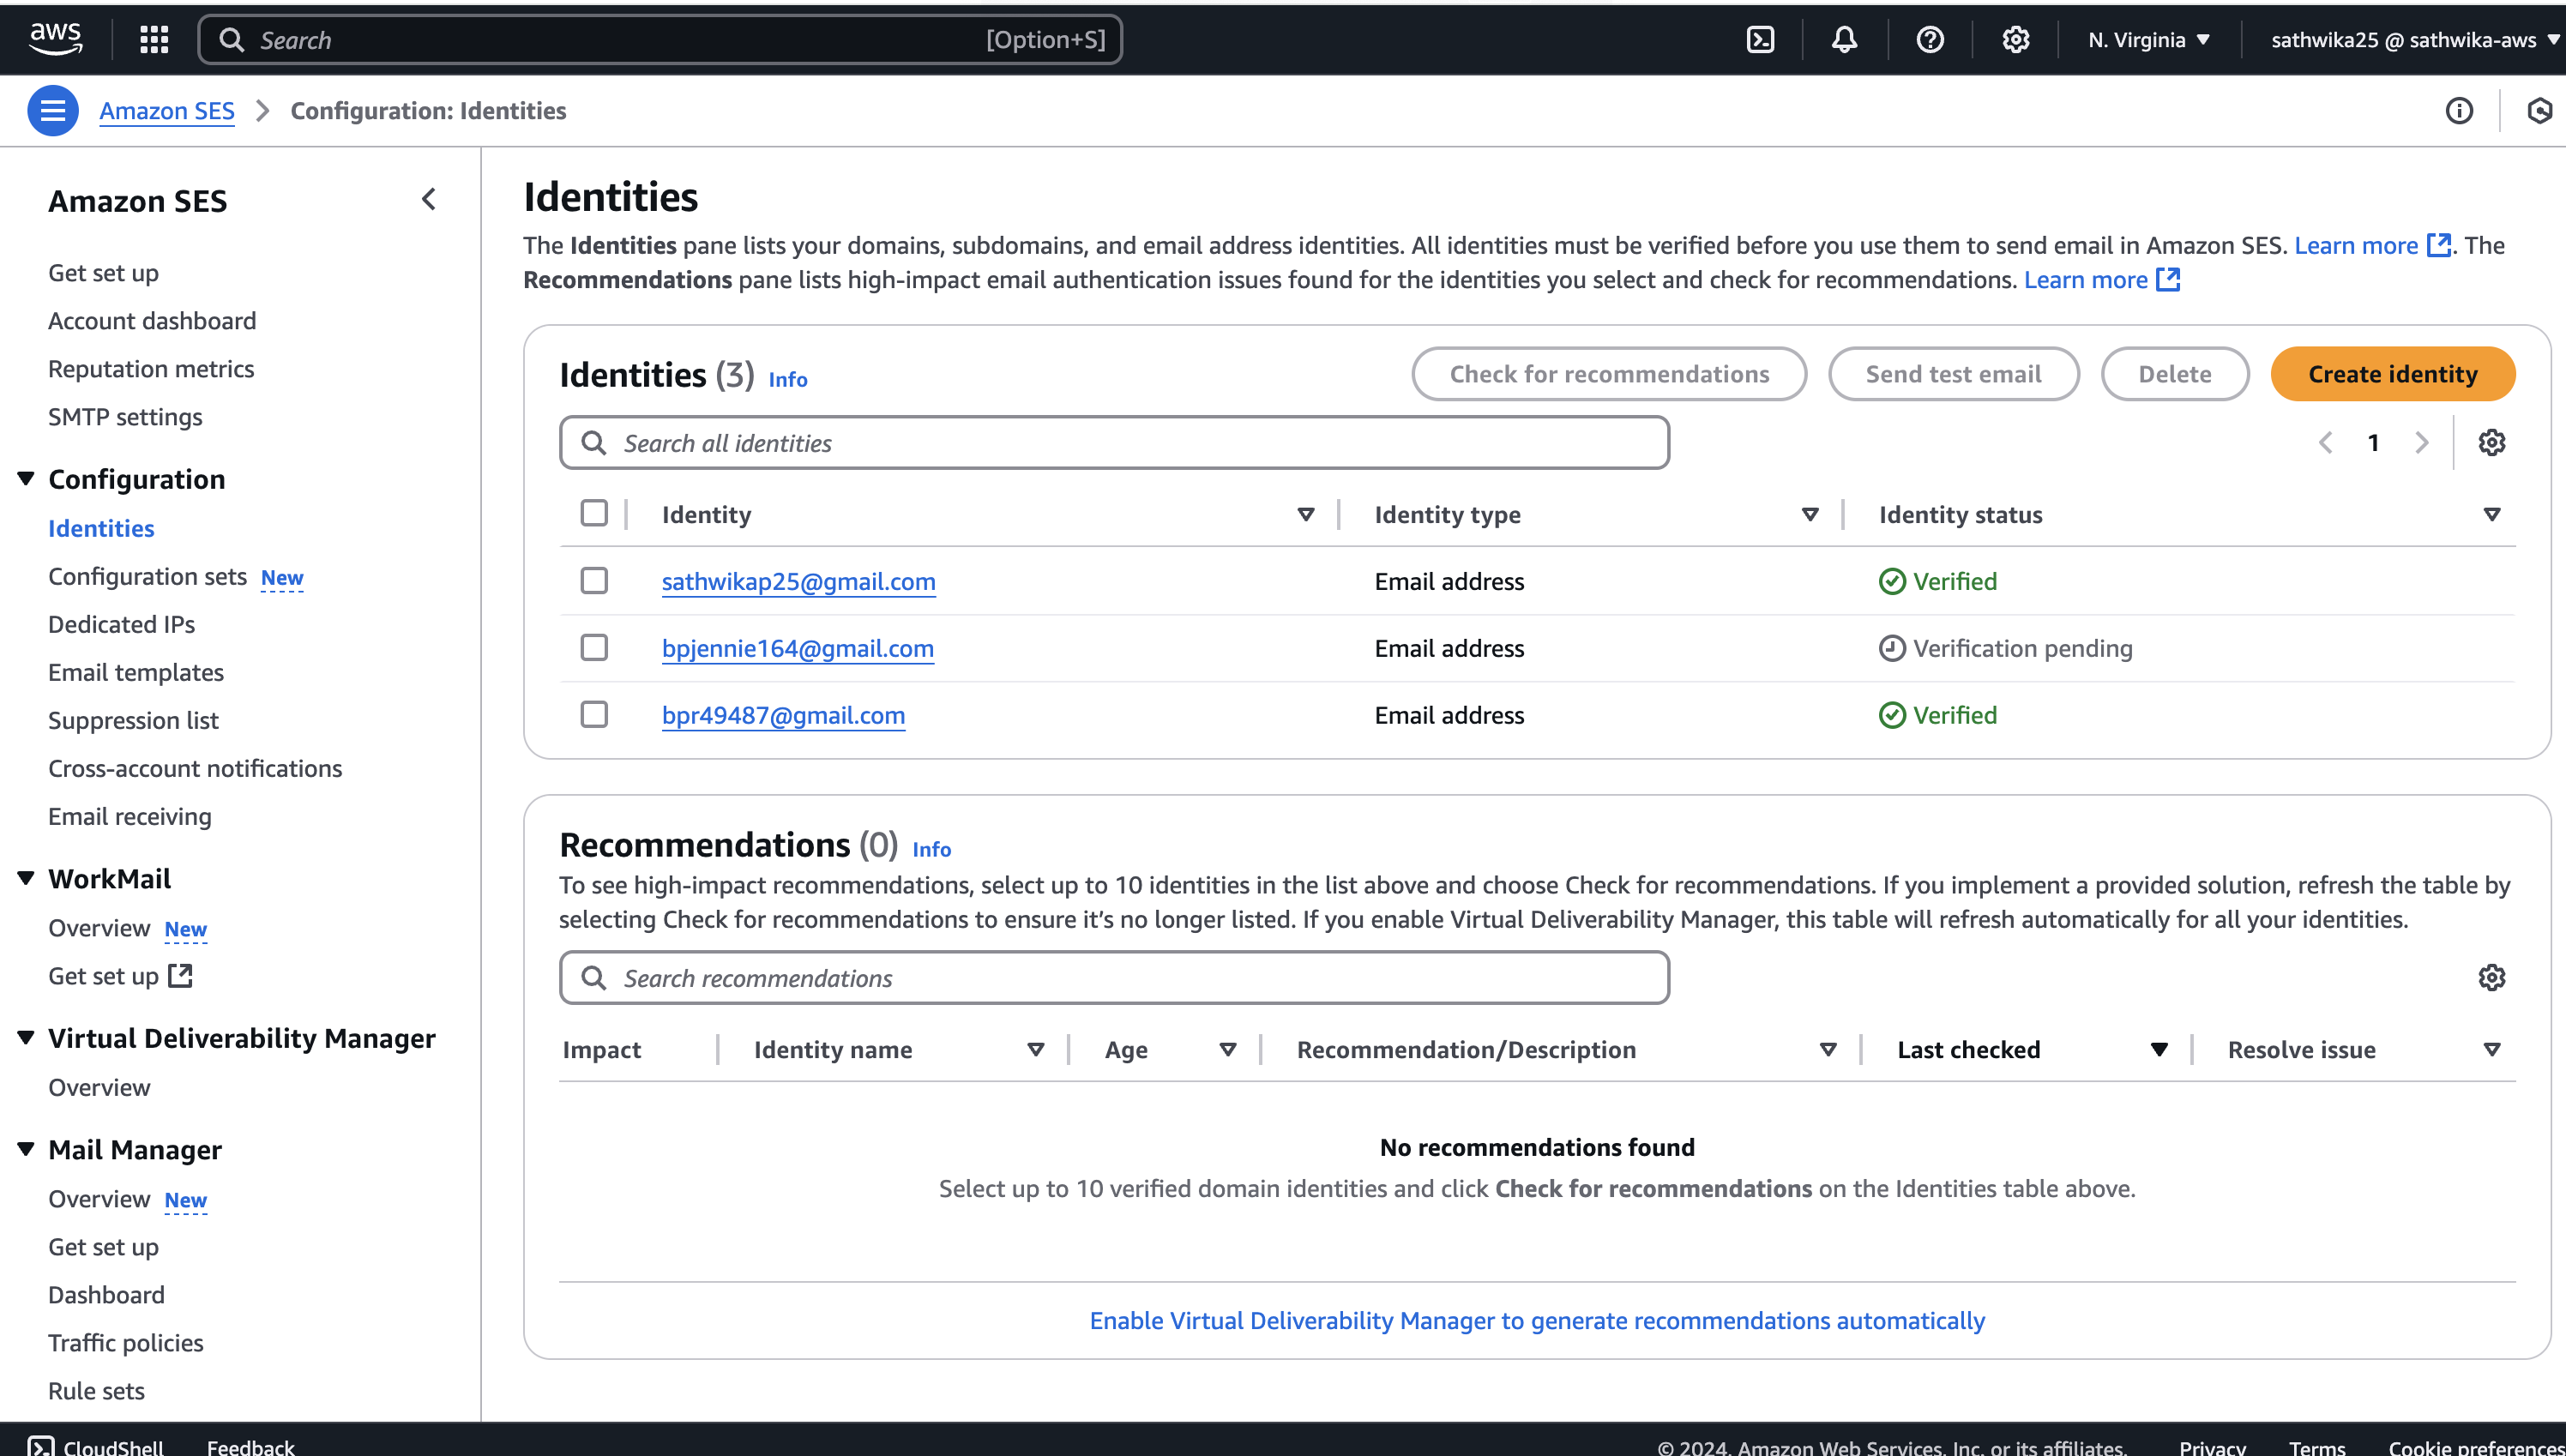 aws
Search
[Option+S]
N. Virginia
sathwika25 @ sathwika-aws
Amazon SES
Configuration: Identities
Amazon SES
Get set up
Account dashboard
Reputation metrics
SMTP settings
Configuration
Identities
Configuration sets New
Dedicated IPs
Email templates
Suppression list
Cross-account notifications
Email receiving
WorkMail
Overview New
Get set up
Virtual Deliverability Manager
Overview
Mail Manager
Overview New
Get set up
Dashboard
Traffic policies
Rule sets
Identities
The Identities pane lists your domains, subdomains, and email address identities. All identities must be verified before you use them to send email in Amazon SES. Learn more. The
Recommendations pane lists high-impact email authentication issues found for the identities you select and check for recommendations. Learn more
Identities (3) Info
Check for recommendations
Send test email
Delete
Create identity
Search all identities
1
Identity Identity type Identity status
sathwikap25@gmail.com Email address Verified
bpjennie164@gmail.com Email address Verification pending
bpr49487@gmail.com Email address Verified
Recommendations (0) Info
To see high-impact recommendations, select up to 10 identities in the list above and choose Check for recommendations. If you implement a provided solution, refresh the table by
selecting Check for recommendations to ensure it’s no longer listed. If you enable Virtual Deliverability Manager, this table will refresh automatically for all your identities.
Search recommendations
Impact Identity name Age Recommendation/Description Last checked Resolve issue
No recommendations found
Select up to 10 verified domain identities and click Check for recommendations on the Identities table above.
Enable Virtual Deliverability Manager to generate recommendations automatically
CloudShell Feedback © 2024, Amazon Web Services, Inc. or its affiliates. Privacy Terms Cookie preferences